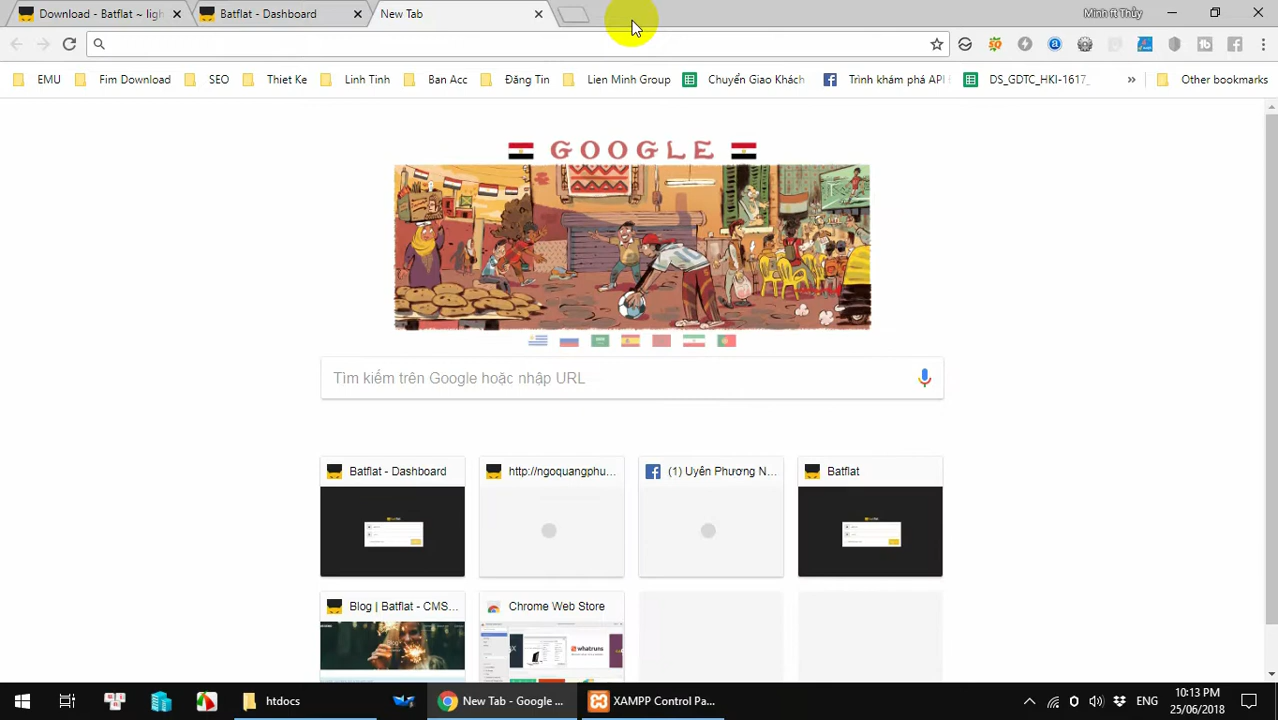 Download - Batflat ~ ligh
Batflat - Dashboard
New Tab
Minh ft Thủy
EMU
Fim Download
SEO
Thiet Ke
Linh Tinh
Ban Acc
Đăng Tin
Lien Minh Group
Chuyển Giao Khách
Trình khám phá API
DS_GDTC_HKI-1617_
»
Other bookmarks
GOOGLE
Tìm kiếm trên Google hoặc nhập URL
Batflat - Dashboard
http://ngoquangphu...
(1) Uyên Phương N...
Batflat
Blog | Batflat - CMS...
Chrome Web Store
whatruns
htdocs
New Tab - Google ...
XAMPP Control Pa...
ENG
10:13 PM
25/06/2018